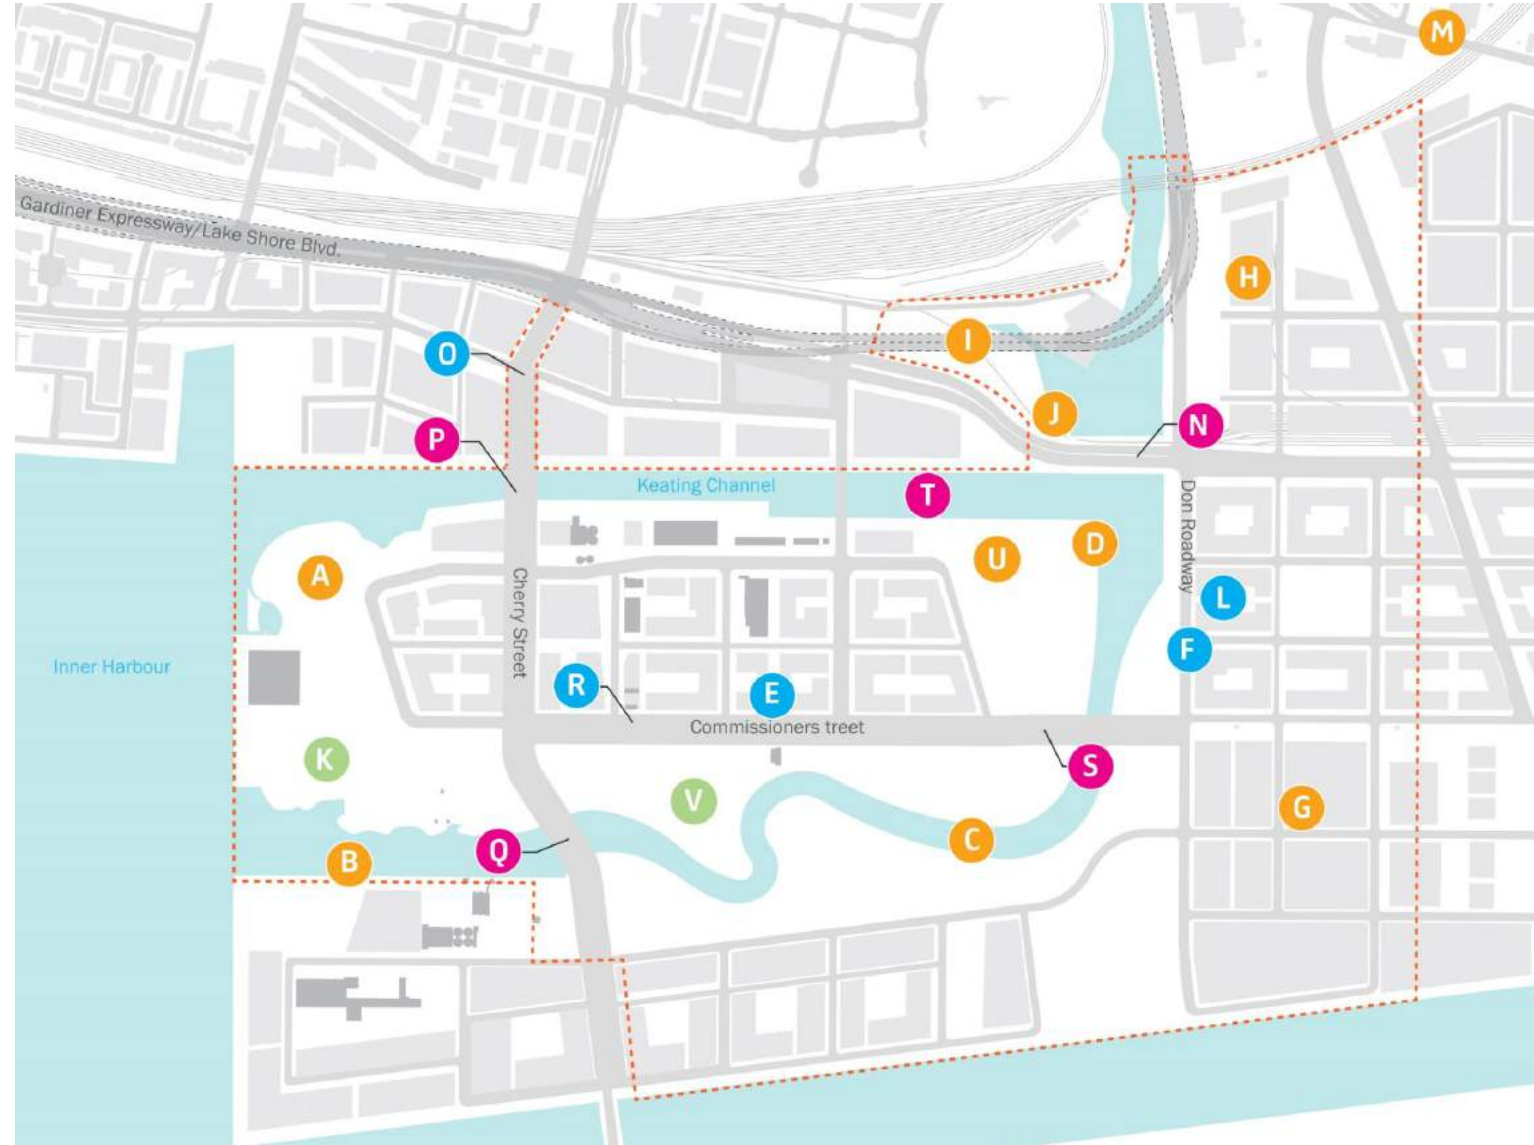 M
Gardiner Expressway/Lake Shore Blvd.
H
I
O
J
P
N
Keating Channel
T
Don Roadway
A
U
D
Cherry Street
L
F
Inner Harbour
R
E
Commissioners treet
K
S
V
G
Q
B
C